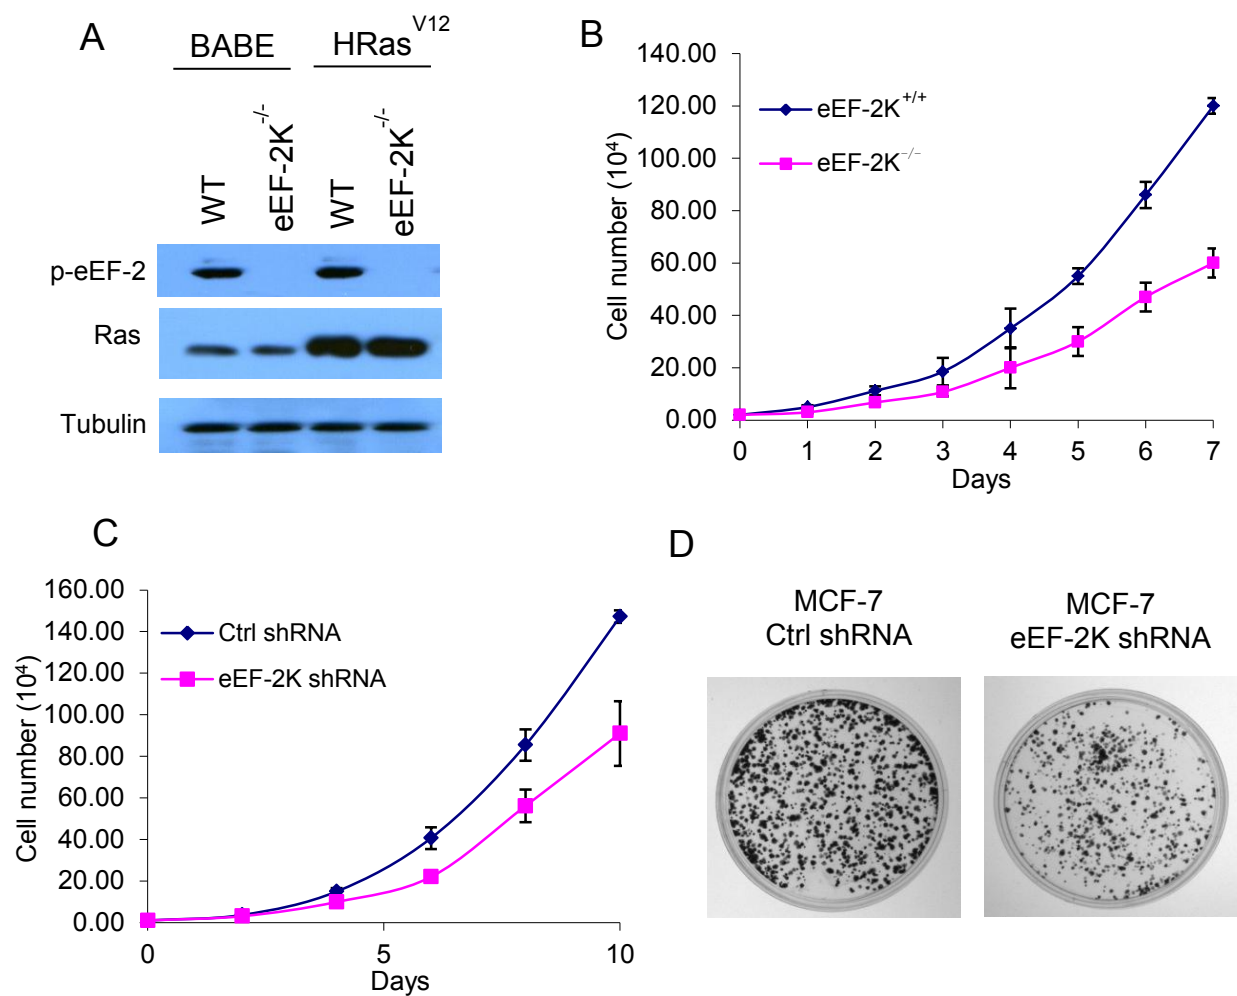 A
BABE
HRas^V12
WT
eEF-2K^-/-
WT
eEF-2K^-/-
p-eEF-2
Ras
Tubulin
B
140.00
120.00
100.00
80.00
60.00
40.00
20.00
0.00
Cell number (10^4)
eEF-2K^+/+
eEF-2K^-/-
0 1 2 3 4 5 6 7
Days
C
160.00
140.00
120.00
100.00
80.00
60.00
40.00
20.00
0.00
Cell number (10^4)
Ctrl shRNA
eEF-2K shRNA
0 5 10
Days
D
MCF-7
Ctrl shRNA
MCF-7
eEF-2K shRNA